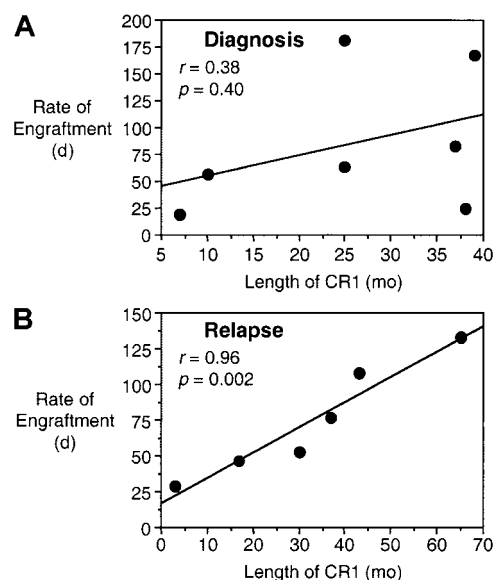 A
Diagnosis
r = 0.38
p = 0.40
Rate of
Engraftment
(d)
200
175
150
125
100
75
50
25
0
5 10 15 20 25 30 35 40
Length of CR1 (mo)
B
Relapse
r = 0.96
p = 0.002
Rate of
Engraftment
(d)
150
125
100
75
50
25
0
0 10 20 30 40 50 60 70
Length of CR1 (mo)